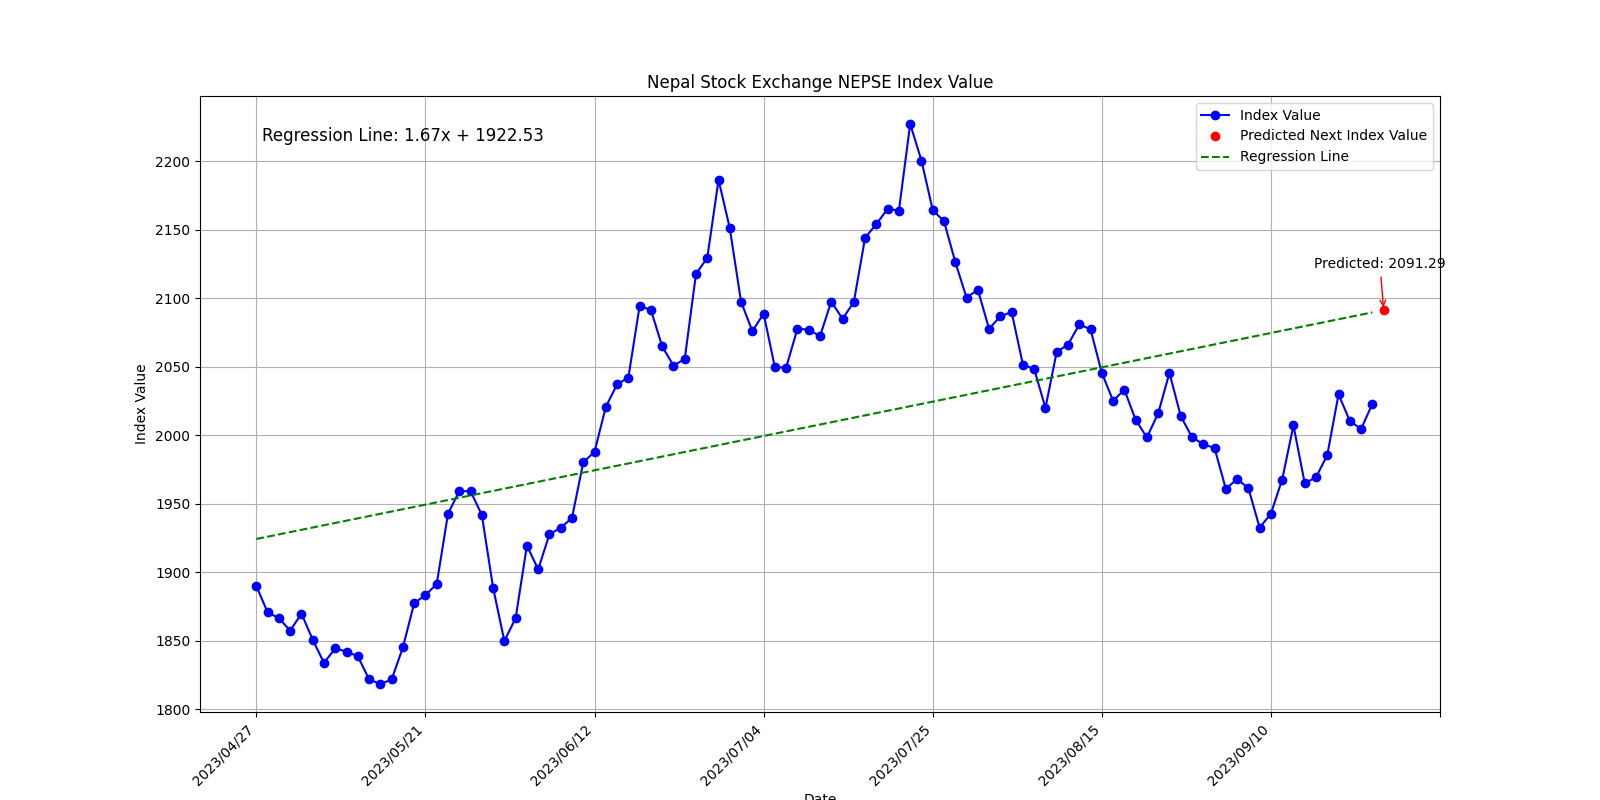 Nepal Stock Exchange NEPSE Index Value
Regression Line: 1.67x + 1922.53
Index Value
Predicted Next Index Value
Regression Line
Predicted: 2091.29
Index Value
2200
2150
2100
2050
2000
1950
1900
1850
1800
2023/04/27
2023/05/21
2023/06/12
2023/07/04
2023/07/25
2023/08/15
2023/09/10
Date